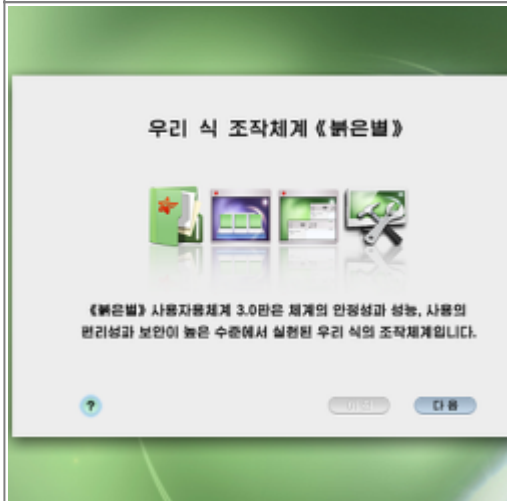 우리 식 조작체계 《붉은별》
《붉은별》 사용자용체계 3.0판은 체계의 안정성과 성능, 사용의
편리성과 보안이 높은 수준에서 실현된 우리 식의 조작체계입니다.
?
이전
다음